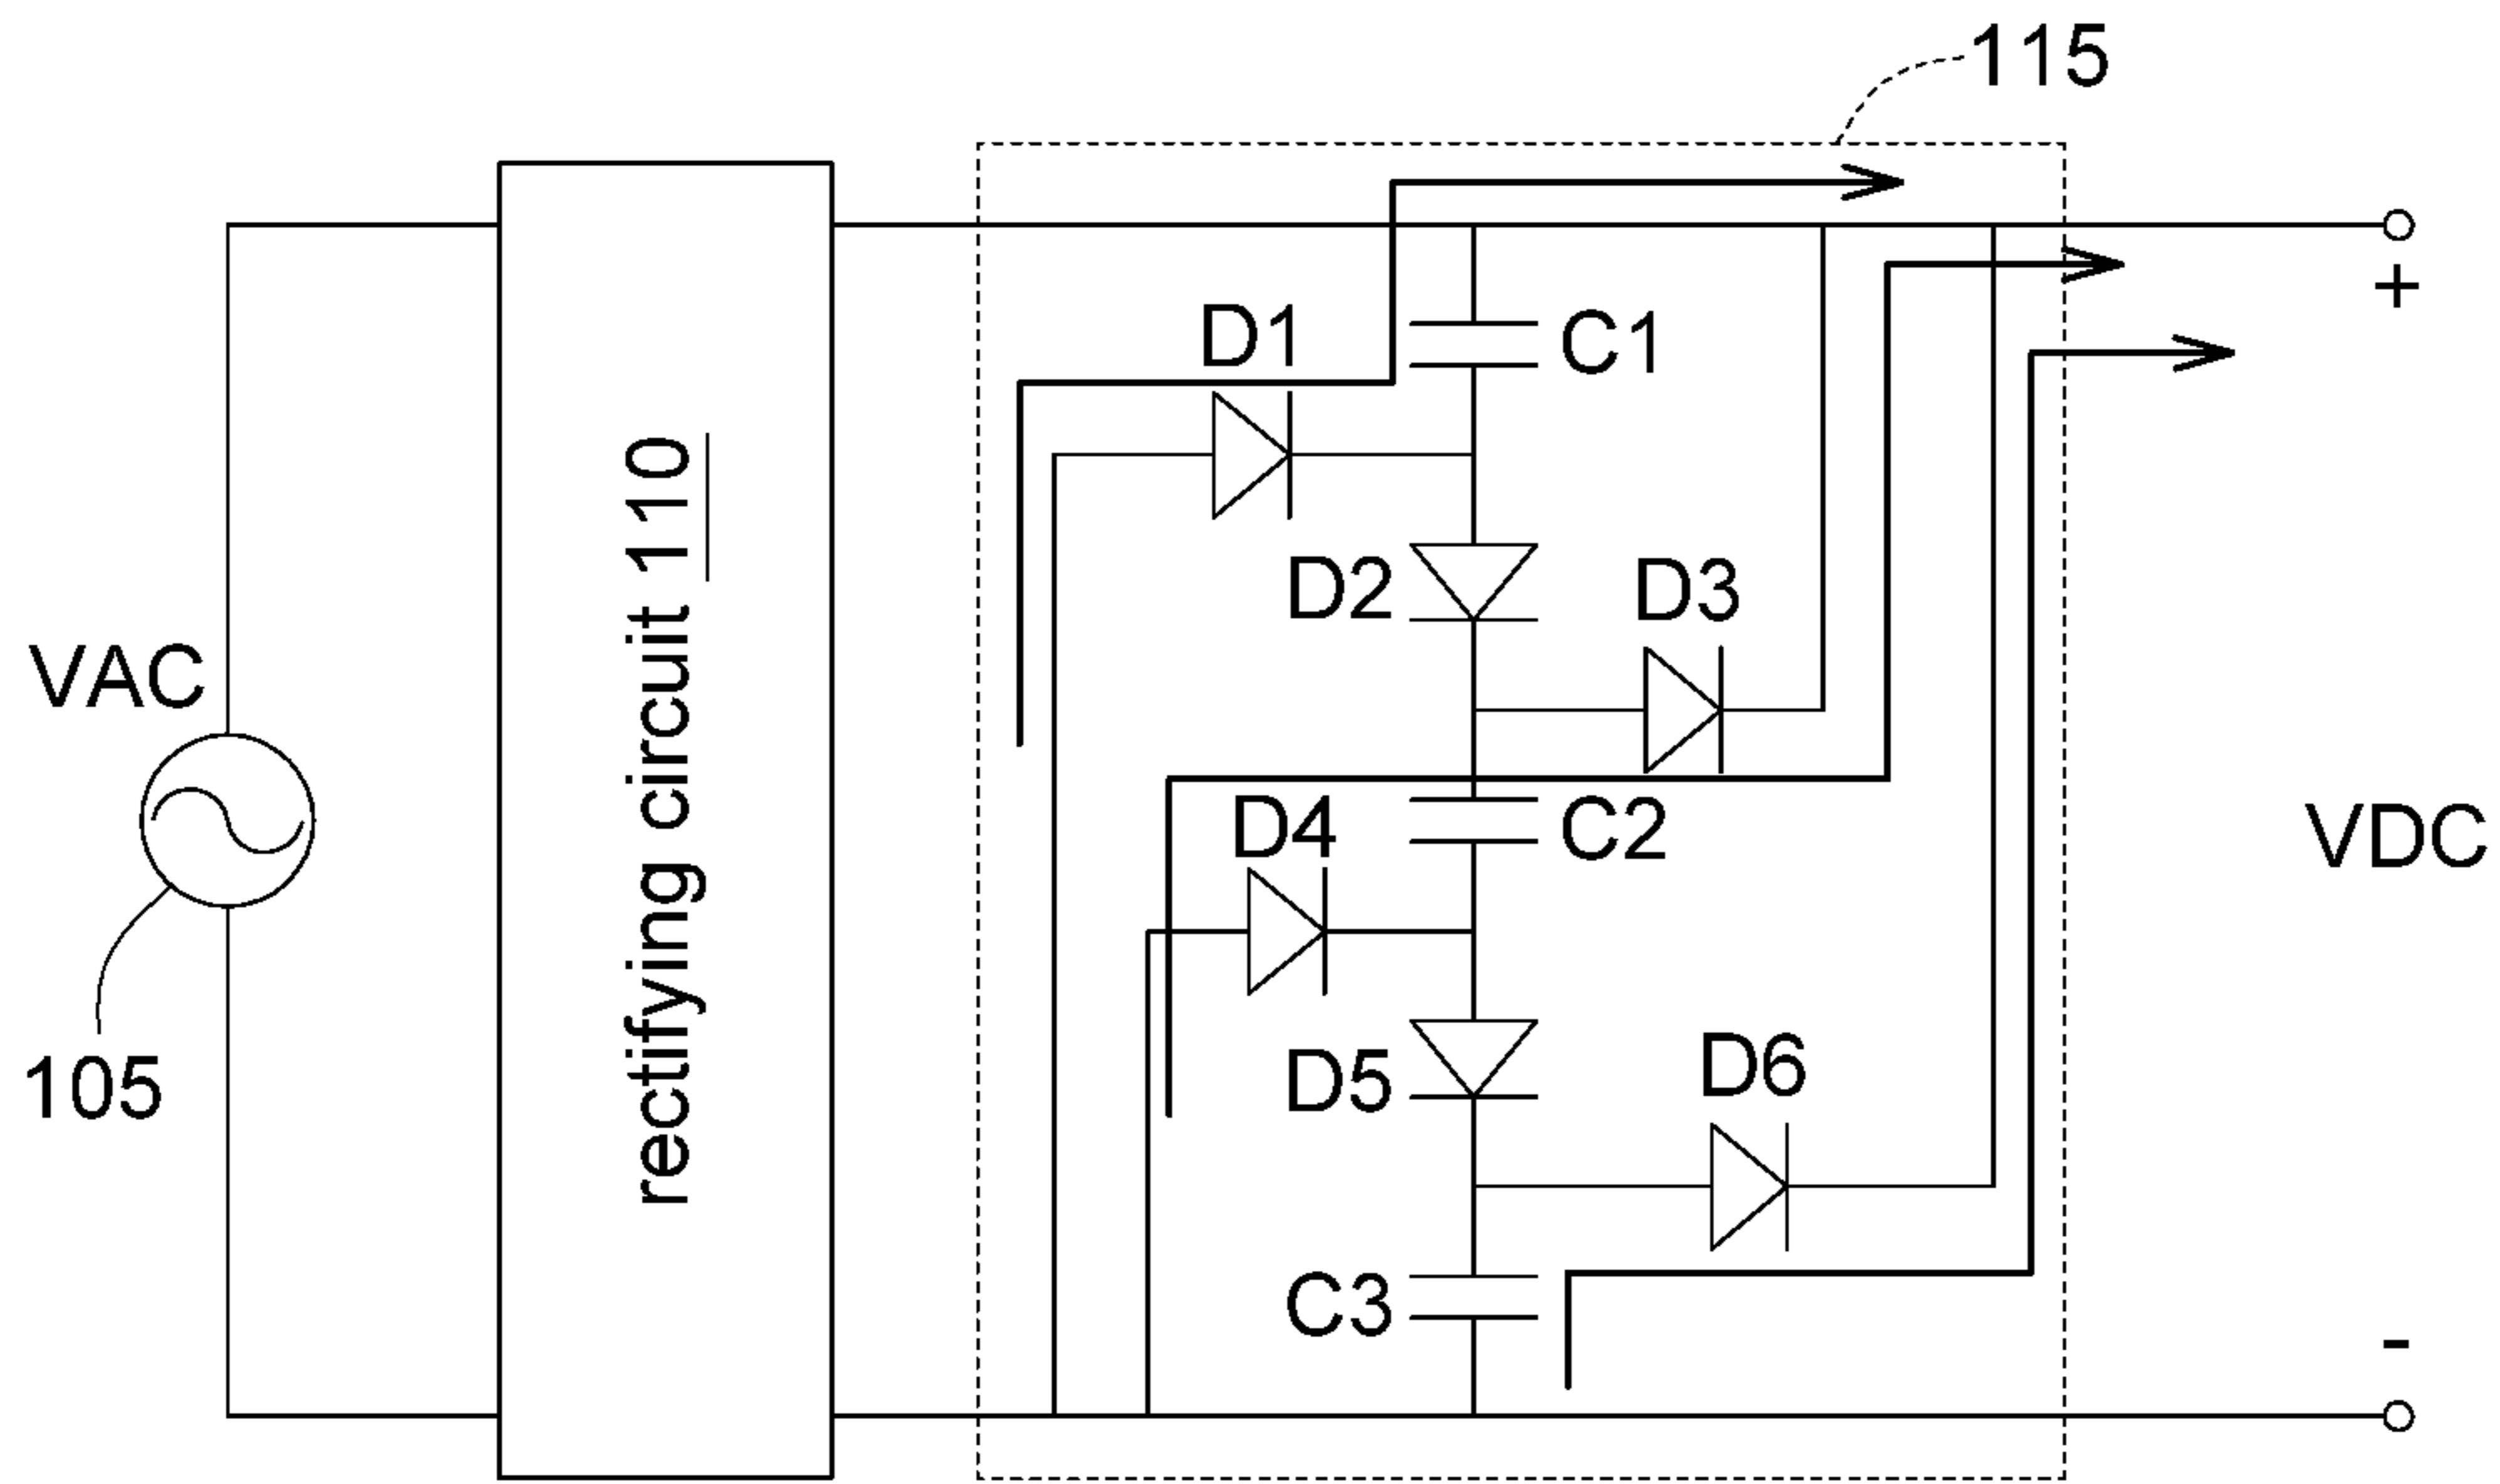 115
+
D1
C1
D2
D3
rectifying circuit 110
VAC
D4
C2
VDC
D5
D6
105
C3
-